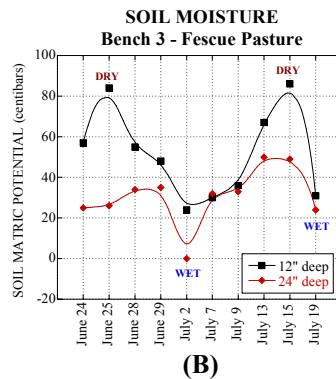 SOIL MOISTURE
Bench 3 - Fescue Pasture
SOIL MATRIC POTENTIAL (centibars)
100
80
60
40
20
0
-20
DRY
DRY
WET
WET
12" deep
24" deep
June 24
June 25
June 28
June 29
July 2
July 7
July 9
July 13
July 15
July 19
(B)